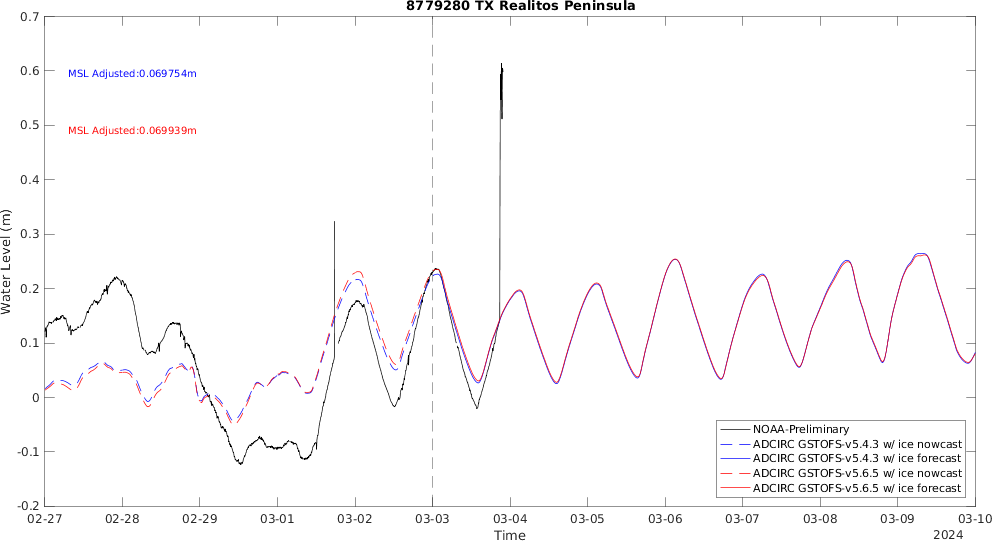 8779280 TX Realitos Peninsula
0.7
0.6
0.5
0.4
0.3
0.2
0.1
0
-0.1
-0.2
Water Level (m)
MSL Adjusted:0.069754m
MSL Adjusted:0.069939m
NOAA-Preliminary
ADCIRC GSTOFS-v5.4.3 w/ ice nowcast
ADCIRC GSTOFS-v5.4.3 w/ ice forecast
ADCIRC GSTOFS-v5.6.5 w/ ice nowcast
ADCIRC GSTOFS-v5.6.5 w/ ice forecast
02-27 02-28 02-29 03-01 03-02 03-03 03-04 03-05 03-06 03-07 03-08 03-09 03-10
Time
2024